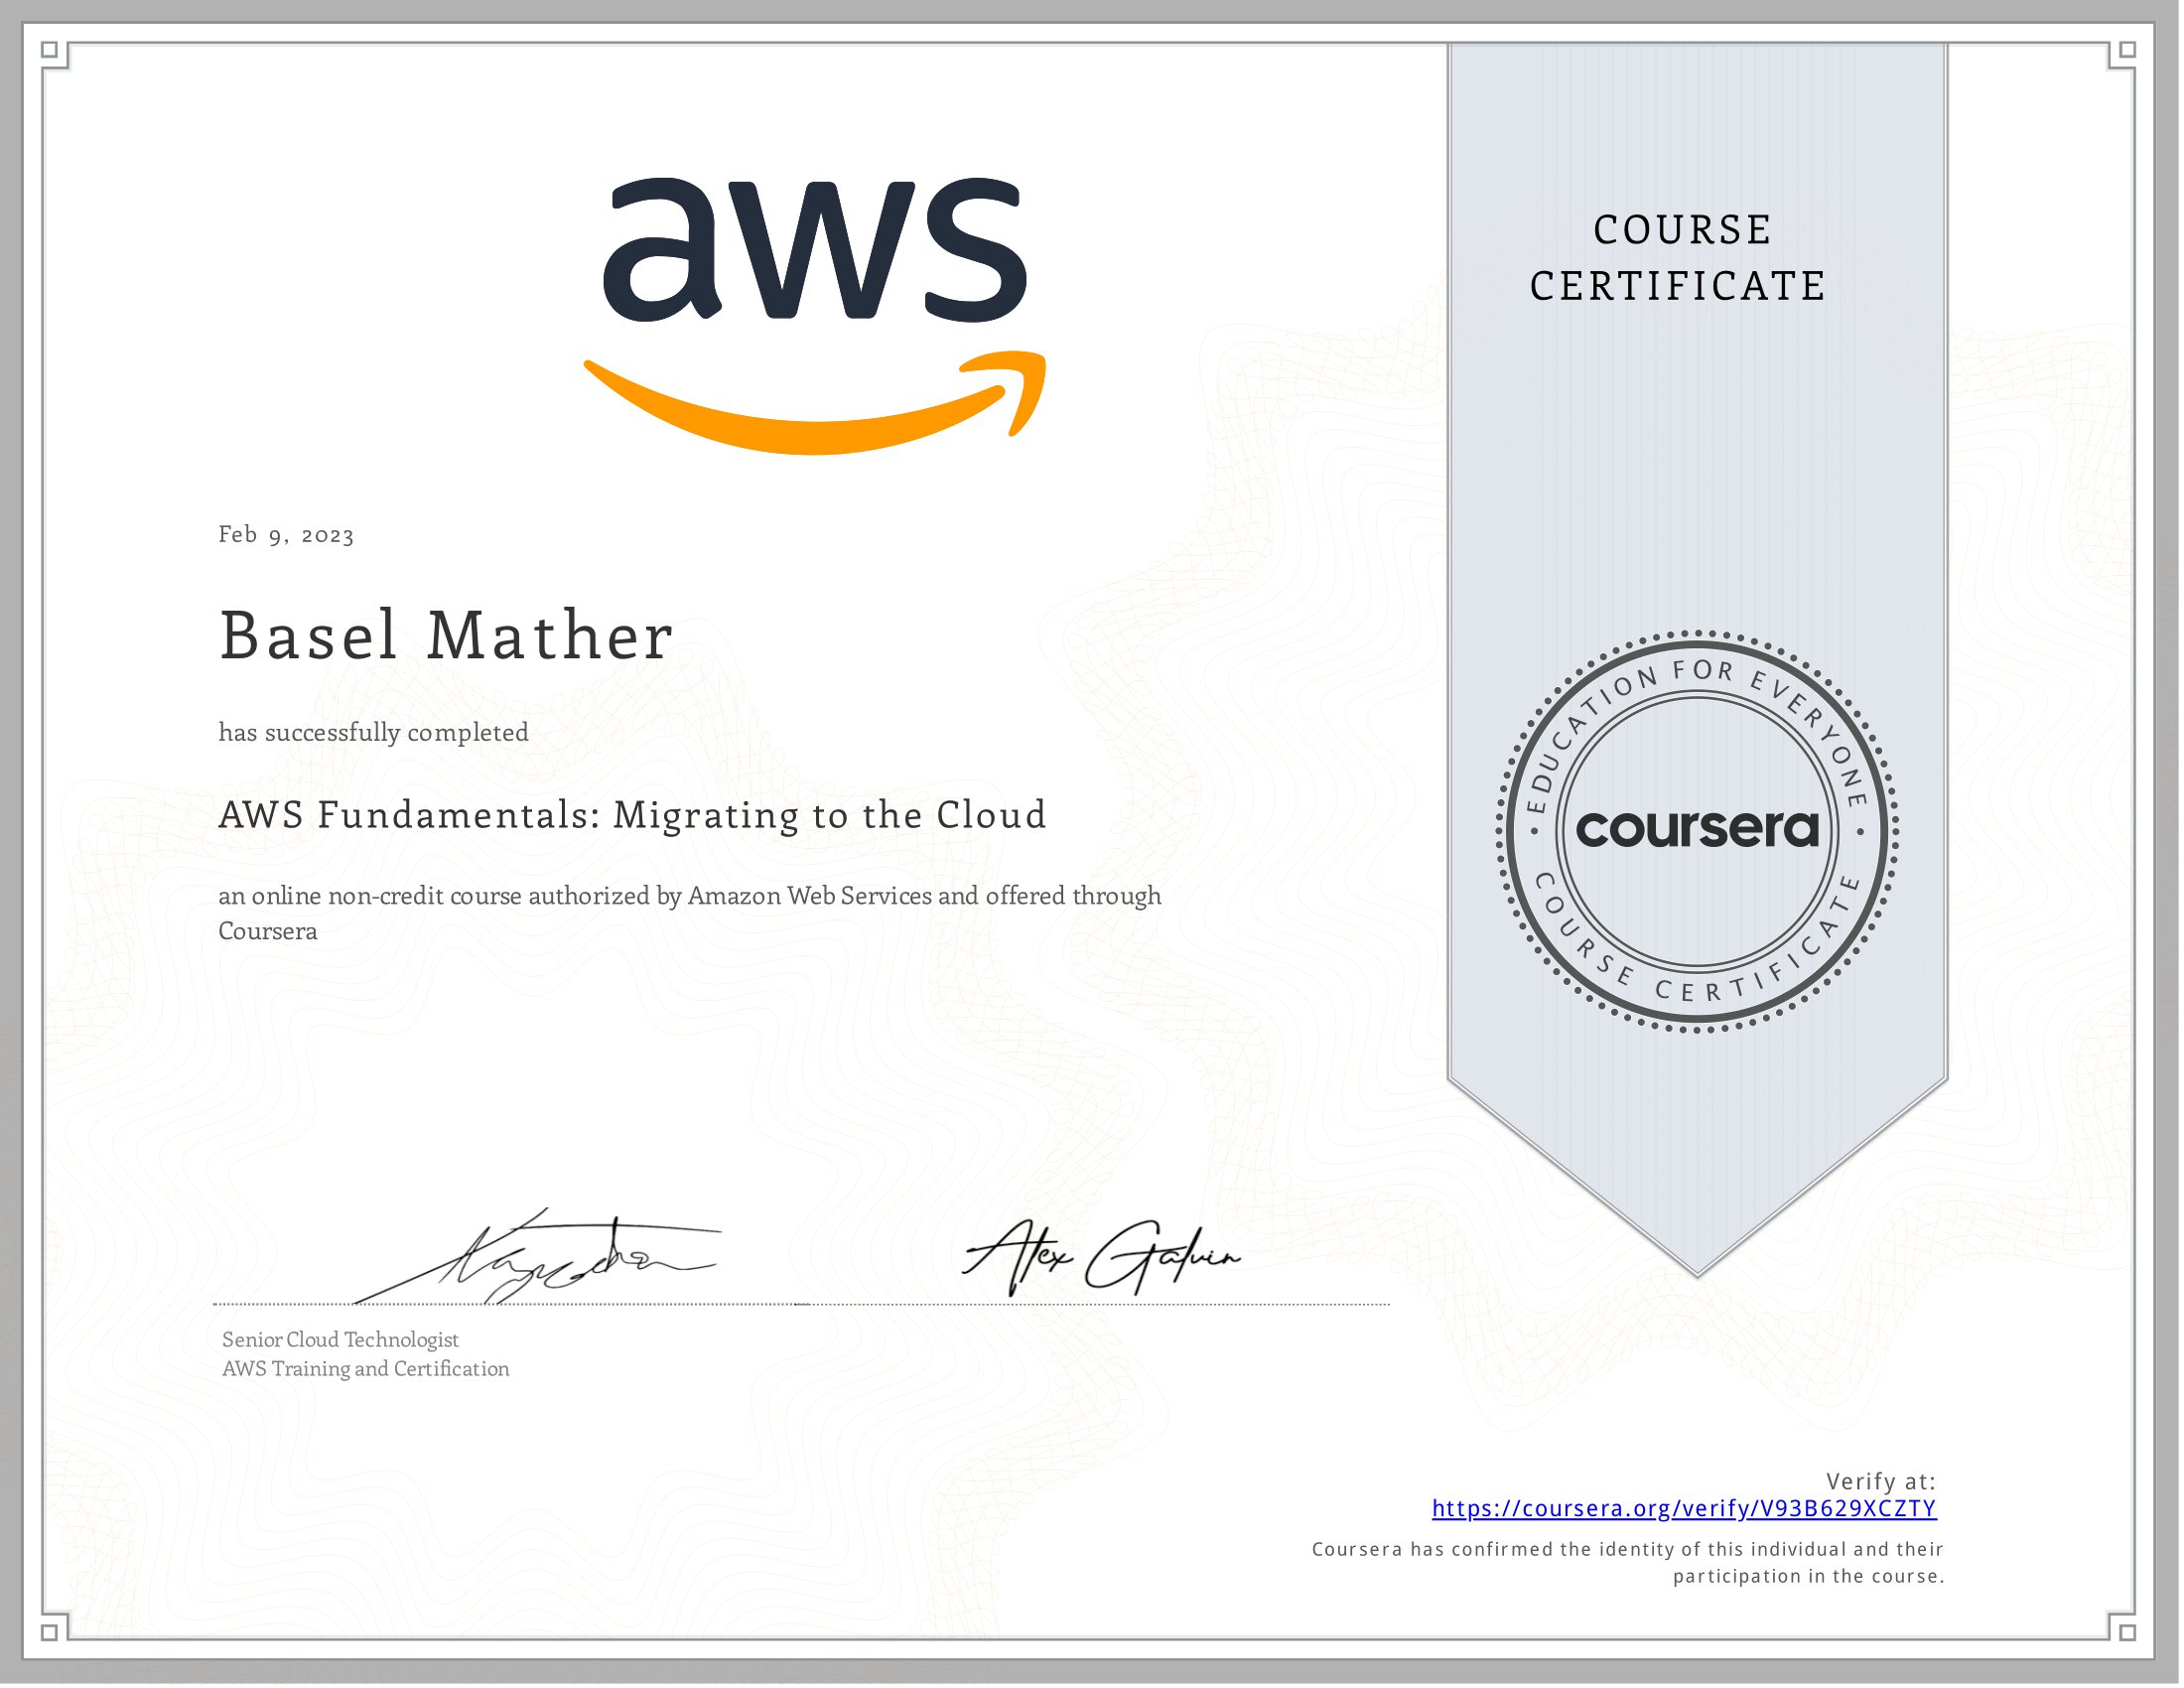 aws
COURSE
CERTIFICATE
Feb 9, 2023
Basel Mather
has successfully completed
AWS Fundamentals: Migrating to the Cloud
an online non-credit course authorized by Amazon Web Services and offered through
Coursera
EDUCATION FOR EVERYONE
coursera
COURSE CERTIFICATE
Alex Galvin
Senior Cloud Technologist
AWS Training and Certification
Verify at:
https://coursera.org/verify/V93B629XCZTY
Coursera has confirmed the identity of this individual and their
participation in the course.